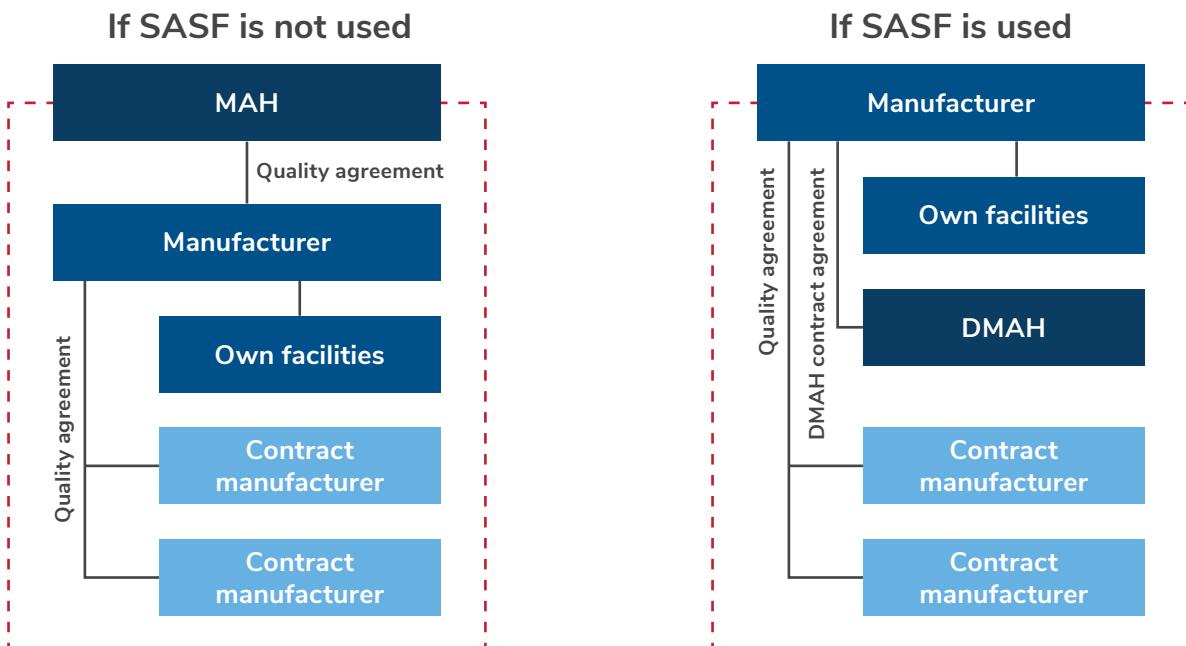 If SASF is not used
MAH
Quality agreement
Manufacturer
Own facilities
Quality agreement
Contract
manufacturer
Contract
manufacturer
If SASF is used
Manufacturer
Quality agreement
DMAH contract agreement
Own facilities
DMAH
Contract
manufacturer
Contract
manufacturer